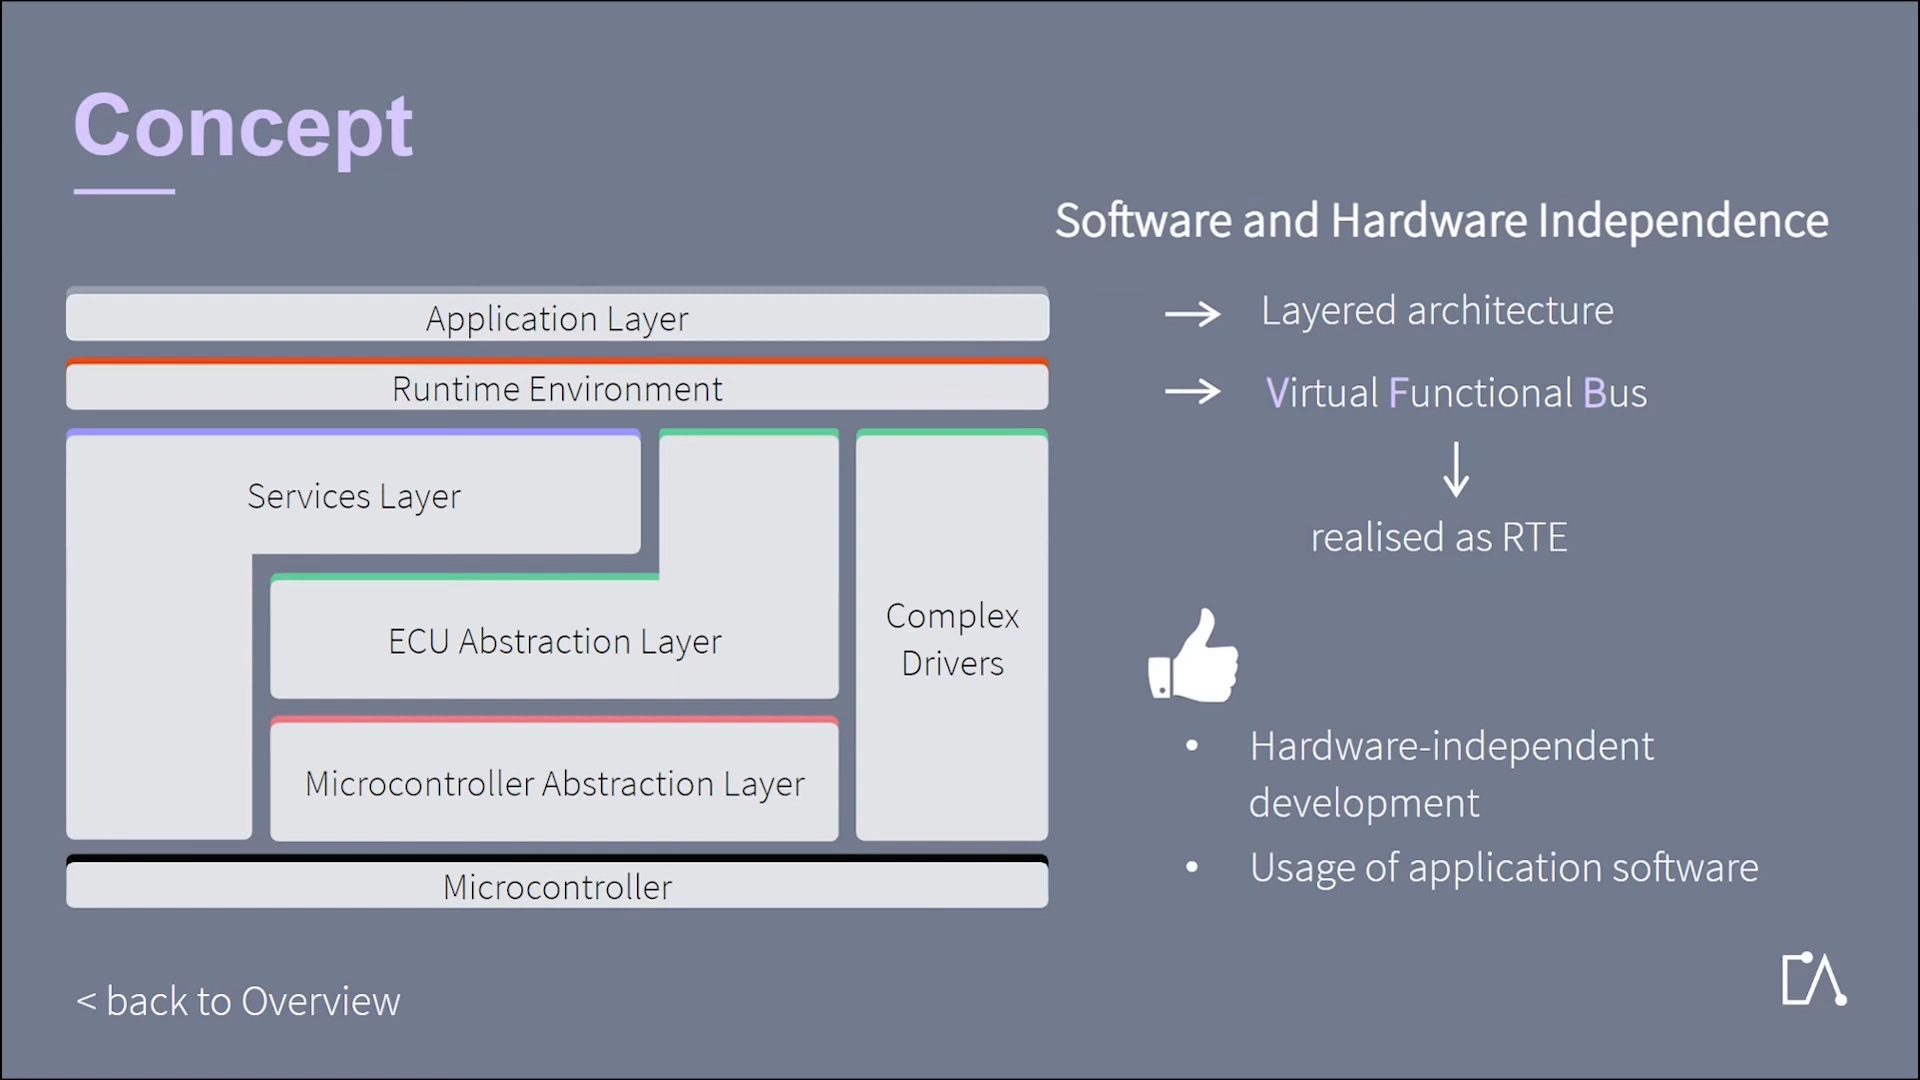 Concept
Software and Hardware Independence
Application Layer
Runtime Environment
Services Layer
ECU Abstraction Layer
Complex
Drivers
Microcontroller Abstraction Layer
Microcontroller
→ Layered architecture
→ Virtual Functional Bus
↓
realised as RTE
• Hardware-independent
development
• Usage of application software
< back to Overview